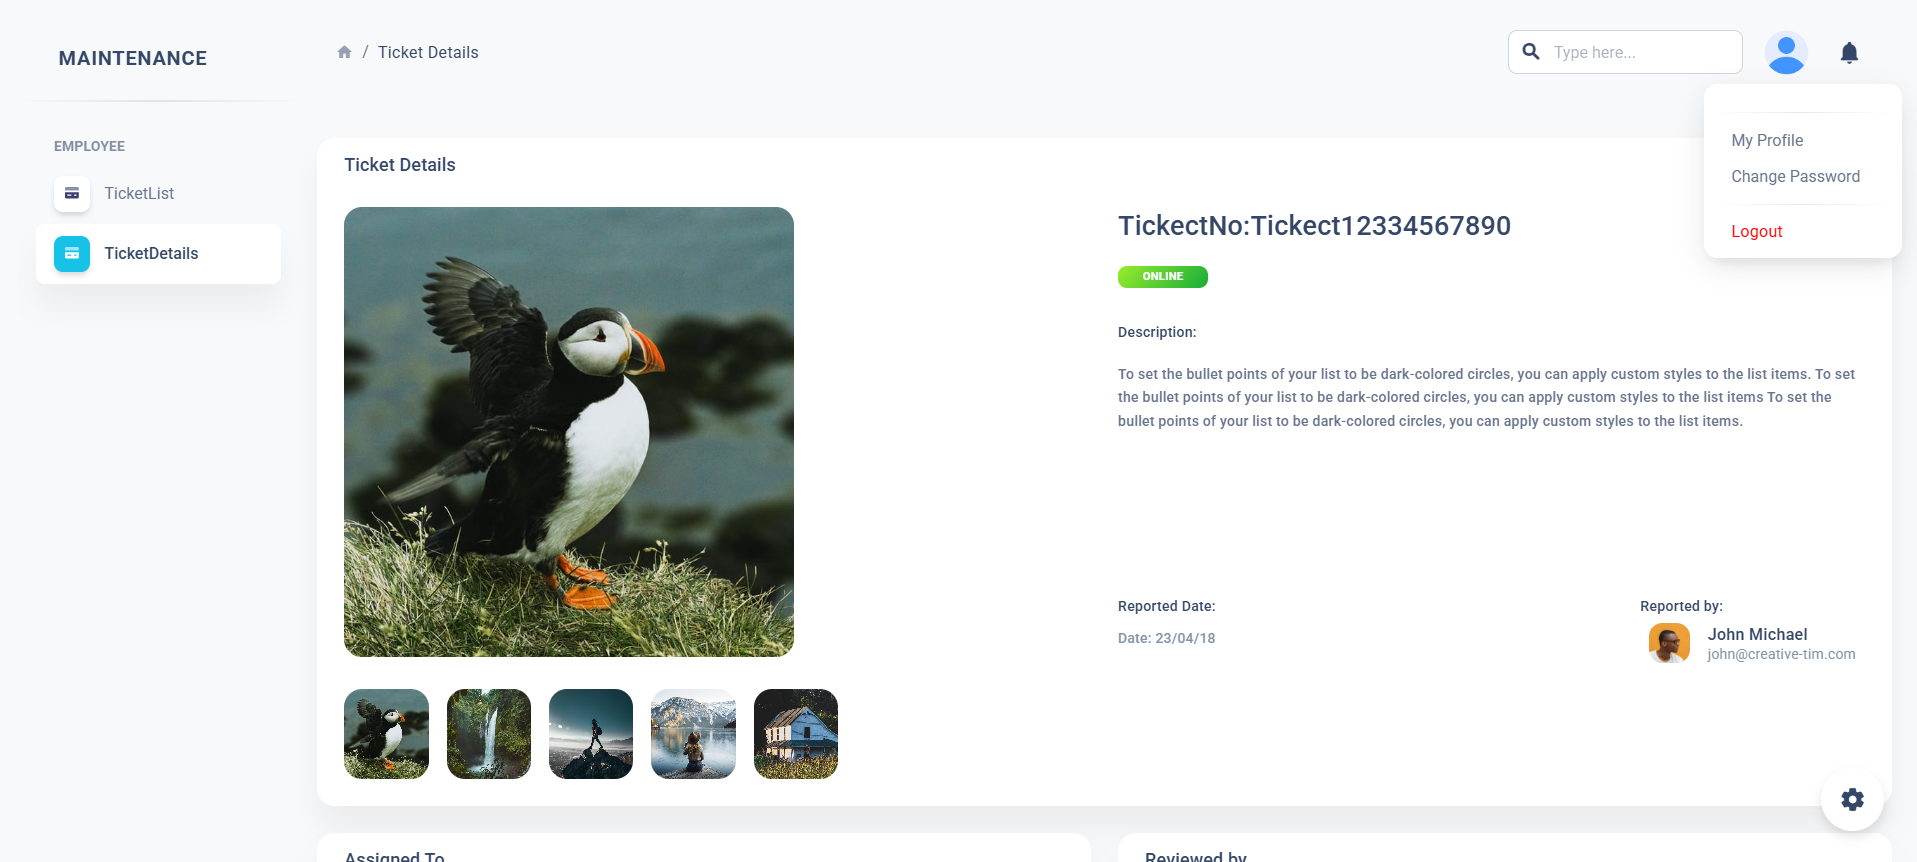 MAINTENANCE
/ Ticket Details
Type here...
EMPLOYEE
TicketList
TicketDetails
My Profile
Change Password
Logout
Ticket Details
TickectNo:Tickect12334567890
ONLINE
Description:
To set the bullet points of your list to be dark-colored circles, you can apply custom styles to the list items. To set
the bullet points of your list to be dark-colored circles, you can apply custom styles to the list items To set the
bullet points of your list to be dark-colored circles, you can apply custom styles to the list items.
Reported Date:
Date: 23/04/18
Reported by:
John Michael
john@creative-tim.com
Assigned To
Reviewed by